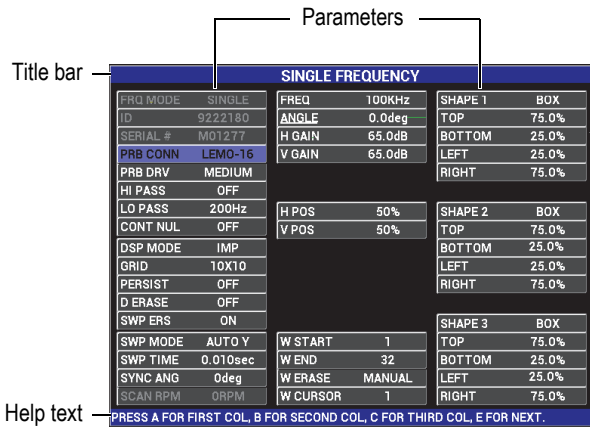 Parameters
Title bar
SINGLE FREQUENCY
FRQ MODE SINGLE
ID 9222180
SERIAL # M01277
PRB CONN LEMO-16
PRB DRV MEDIUM
HI PASS OFF
LO PASS 200Hz
CONT NUL OFF
DSP MODE IMP
GRID 10X10
PERSIST OFF
D ERASE OFF
SWP ERS ON
SWP MODE AUTO Y
SWP TIME 0.010sec
SYNC ANG 0deg
SCAN RPM 0RPM
FREQ 100KHz
ANGLE 0.0deg
H GAIN 65.0dB
V GAIN 65.0dB
H POS 50%
V POS 50%
W START 1
W END 32
W ERASE MANUAL
W CURSOR 1
SHAPE 1 BOX
TOP 75.0%
BOTTOM 25.0%
LEFT 25.0%
RIGHT 75.0%
SHAPE 2 BOX
TOP 75.0%
BOTTOM 25.0%
LEFT 25.0%
RIGHT 75.0%
SHAPE 3 BOX
TOP 75.0%
BOTTOM 25.0%
LEFT 25.0%
RIGHT 75.0%
Help text
PRESS A FOR FIRST COL, B FOR SECOND COL, C FOR THIRD COL, E FOR NEXT.